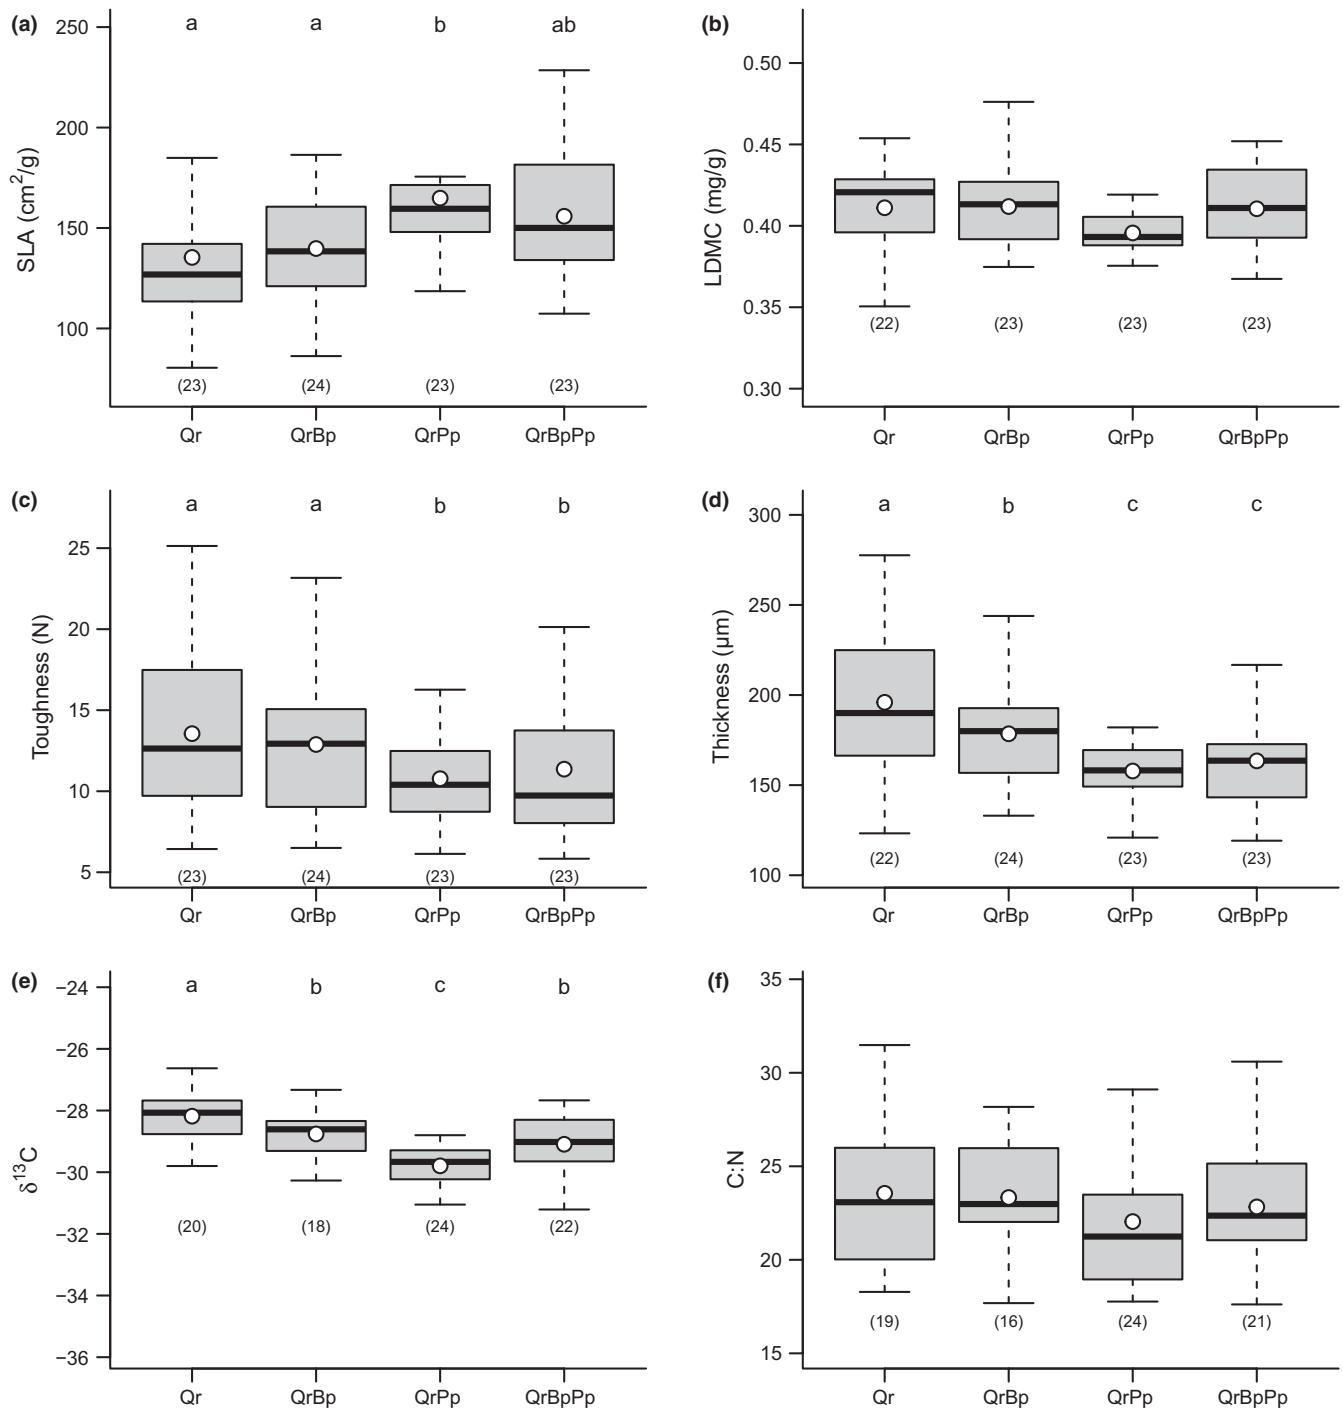 (a)
250
200
150
100
SLA (cm²/g)
a a b ab
(23) (24) (23) (23)
Qr QrBp QrPp QrBpPp
(b)
0.50
0.45
0.40
0.35
0.30
LDMC (mg/g)
(22) (23) (23) (23)
Qr QrBp QrPp QrBpPp
(c)
25
20
15
10
5
Toughness (N)
a a b b
(23) (24) (23) (23)
Qr QrBp QrPp QrBpPp
(d)
300
250
200
150
100
Thickness (µm)
a b c c
(22) (24) (23) (23)
Qr QrBp QrPp QrBpPp
(e)
−24
−26
−28
−30
−32
−34
−36
δ¹³C
a b c b
(20) (18) (24) (22)
Qr QrBp QrPp QrBpPp
(f)
35
30
25
20
15
C:N
(19) (16) (24) (21)
Qr QrBp QrPp QrBpPp